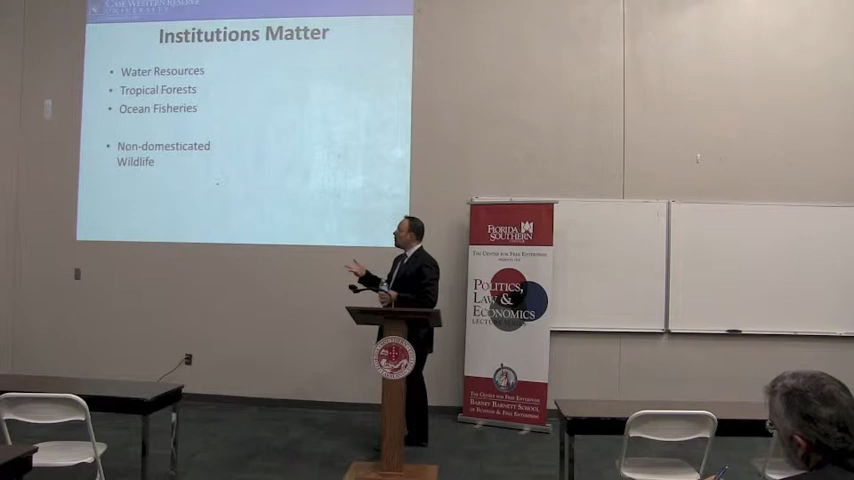 CASE WESTERN RESERVE
UNIVERSITY
Institutions Matter
• Water Resources
• Tropical Forests
• Ocean Fisheries
• Non-domesticated
Wildlife
FLORIDA
SOUTHERN
THE CENTER FOR FREE ENTERPRISE
POLITICS,
LAW &
ECONOMICS
LECTURE SERIES
THE CENTER FOR FREE ENTERPRISE
BARNEY BARNETT SCHOOL
OF BUSINESS & FREE ENTERPRISE